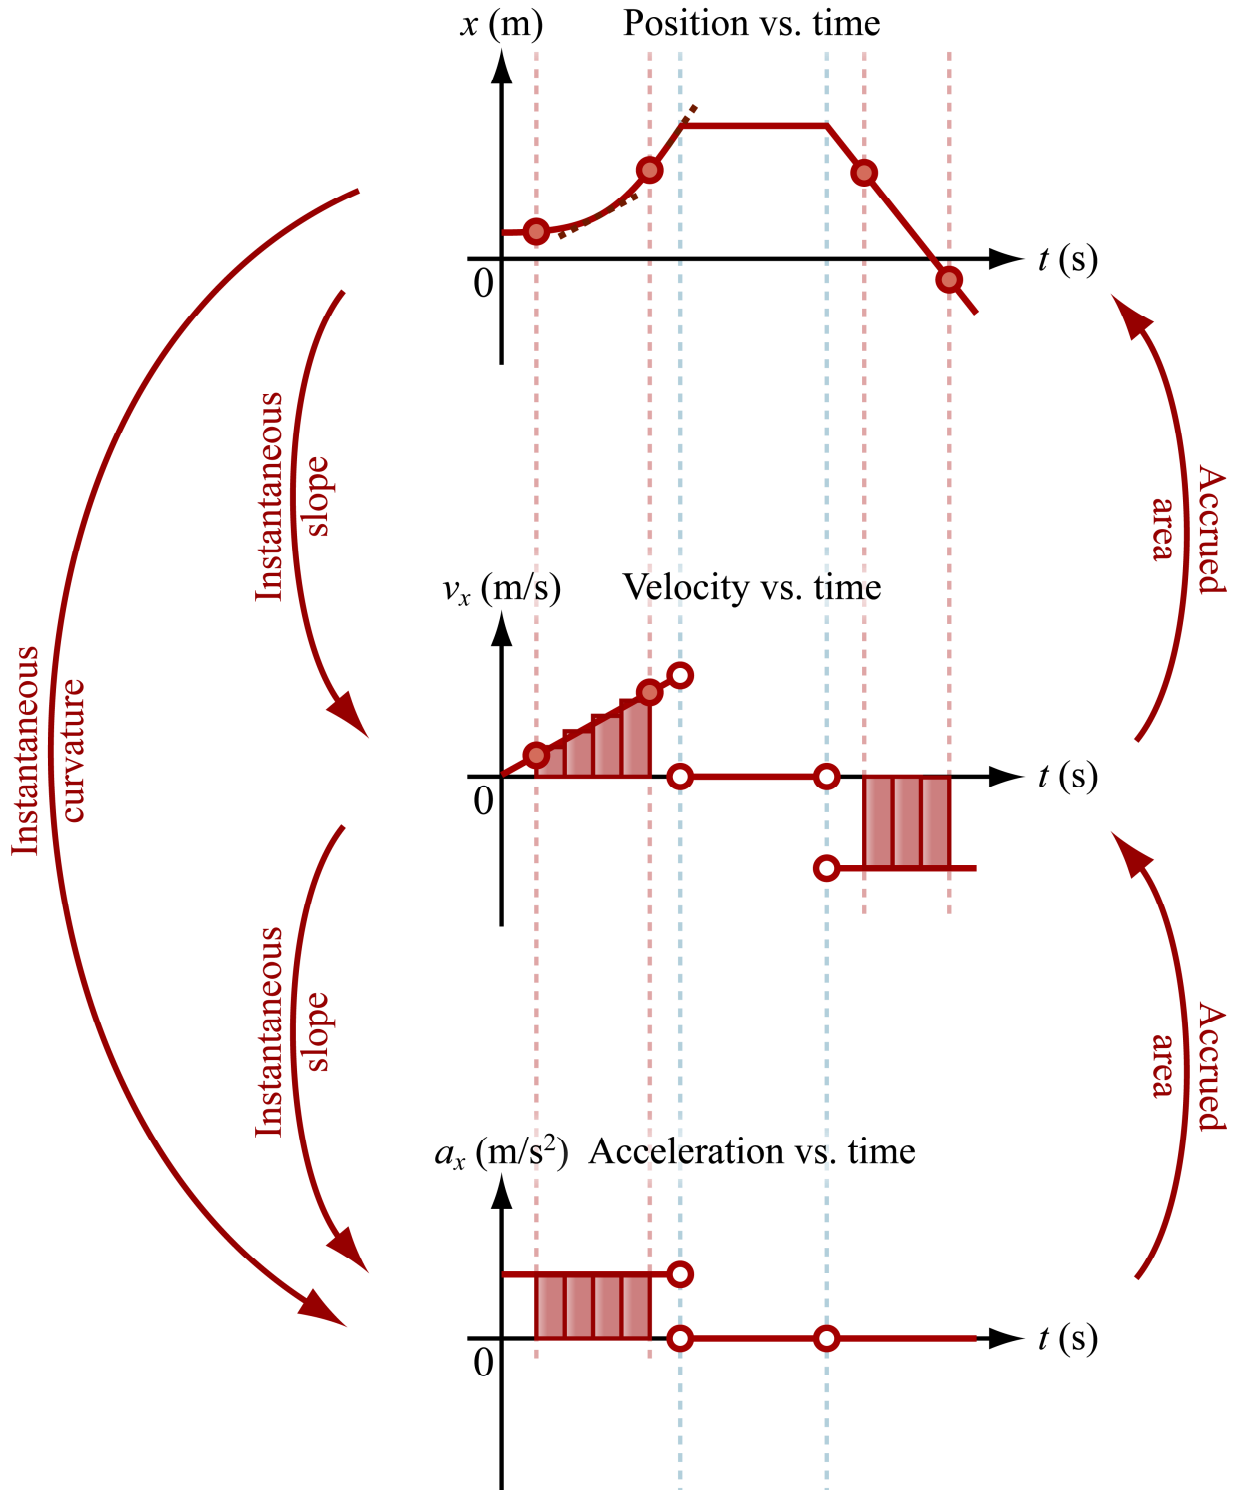 x (m)
Position vs. time
t (s)
0
Instantaneous
slope
Accrued
area
vx (m/s)
Velocity vs. time
t (s)
0
Instantaneous
curvature
Instantaneous
slope
Accrued
area
ax (m/s²)
Acceleration vs. time
t (s)
0